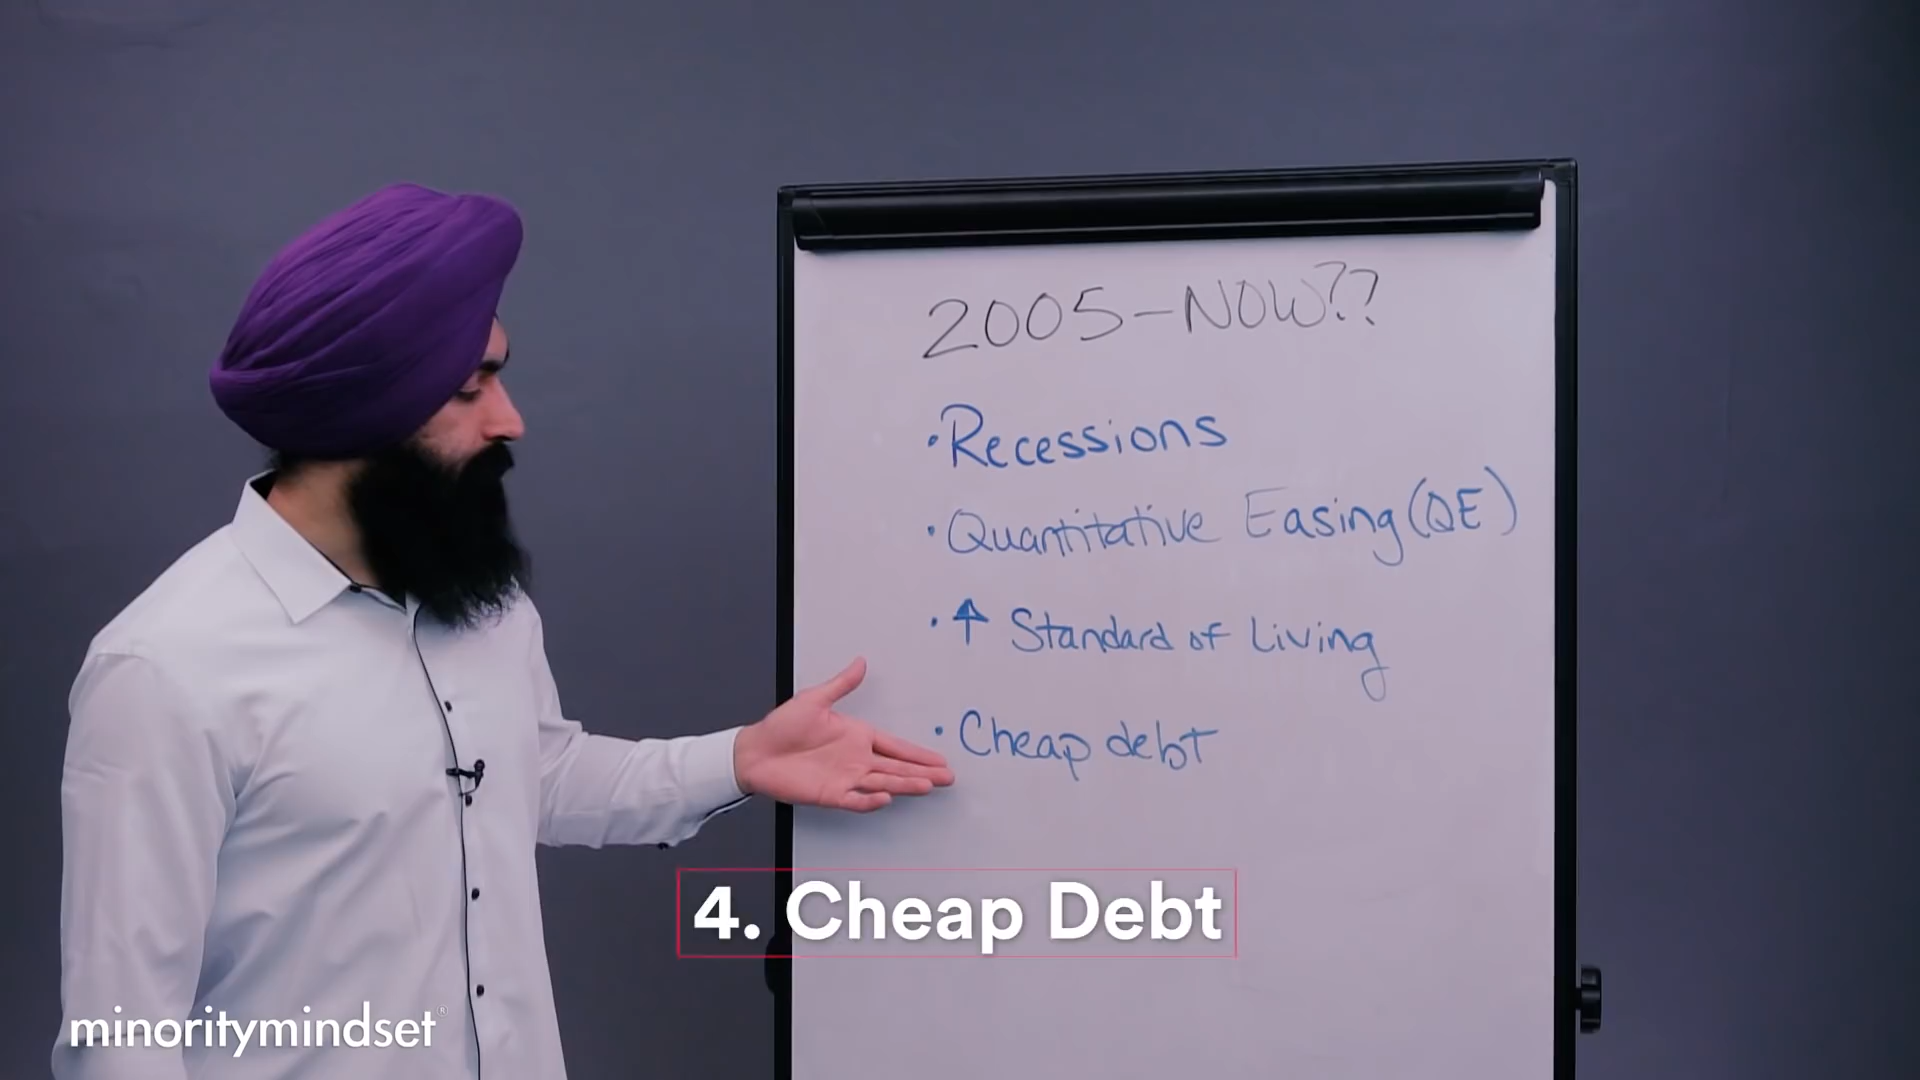 2005-NOW??
• Recessions
• Quantitative Easing (QE)
• ↑ Standard of Living
• Cheap debt
4. Cheap Debt
minoritymindset®